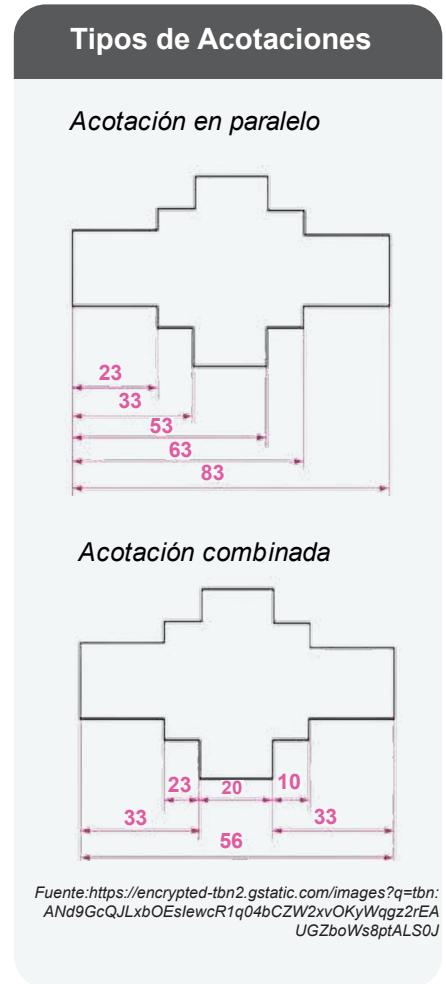 Tipos de Acotaciones
Acotación en paralelo
23
33
53
63
83
Acotación combinada
23 20 10
33 33
56
Fuente:https://encrypted-tbn2.gstatic.com/images?q=tbn:
ANd9GcQJLxbOEslewcR1q04bCZW2xvOKyWqgz2rEA
UGZboWs8ptALS0J